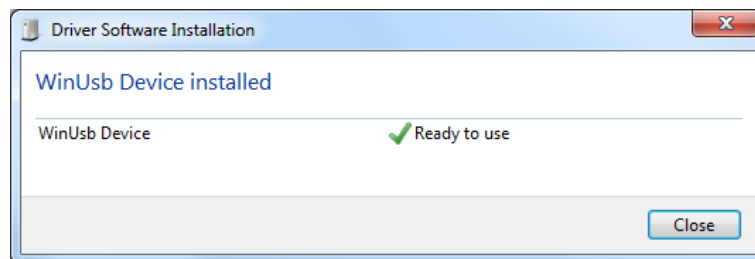 Driver Software Installation
WinUsb Device installed
WinUsb Device Ready to use
Close